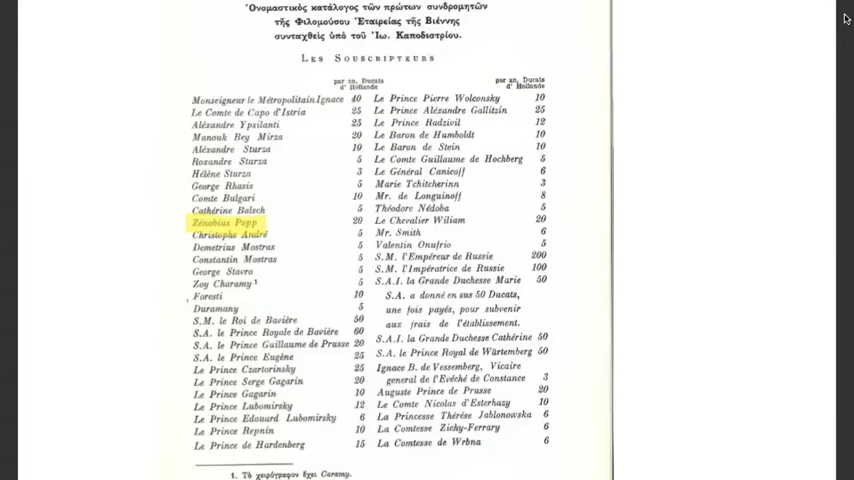 Ὀνομαστικὸς κατάλογος τῶν πρώτων συνδρομητῶν
τῆς Φιλομούσου Ἑταιρείας τῆς Βιέννης
συνταχθεὶς ὑπὸ τοῦ Ἰω. Καποδιστρίου.
LES SOUSCRIPTEURS
par an, Ducats
d' Hollande
Monseigneur le Métropolitain Ignace 40
Le Comte de Capo d'Istria 25
Aléxandre Ypsilanti 25
Manouk Bey Mirza 20
Aléxandre Sturza 10
Roxandre Sturza 5
Hélène Sturza 3
George Rhasis 5
Comte Bulgari 10
Cathérine Balsch 5
Zénobius Popp 20
Christophe André 5
Demetrius Mostras 5
Constantin Mostras 5
George Stavro 5
Zoy Charamy¹ 5
Foresti 10
Duramany 5
S.M. le Roi de Bavière 50
S.A. le Prince Royale de Bavière 60
S.A. le Prince Guillaume de Prusse 20
S.A. le Prince Eugène 25
Le Prince Czartorinsky 25
Le Prince Serge Gagarin 20
Le Prince Gagarin 10
Le Prince Lubomirsky 12
Le Prince Edouard Lubomirsky 6
Le Prince Repnin 10
Le Prince de Hardenberg 15
par an, Ducats
d' Hollande
Le Prince Pierre Wolconsky 10
Le Prince Aléxandre Gallitzin 25
Le Prince Radzivil 12
Le Baron de Humboldt 10
Le Baron de Stein 10
Le Comte Guillaume de Hochberg 5
Le Général Canicoff 6
Marie Tchitcherinn 3
Mr. de Longuinoff 8
Théodore Nédoba 5
Le Chevalier Wiliam 20
Mr. Smith 6
Valentin Onufrio 5
S.M. l'Empéreur de Russie 200
S.M. l'Impératrice de Russie 100
S.A.I. la Grande Duchesse Marie 50
S.A. a donné en sus 50 Ducats,
une fois payés, pour subvenir
aux frais de l'établissement.
S.A.I. la Grande Duchesse Cathérine 50
S.A. le Prince Royal de Würtemberg 50
Ignace B. de Vessemberg, Vicaire
general de l'Evéché de Constance 3
Auguste Prince de Prusse 20
Le Comte Nicolas d'Esterhazy 10
La Princesse Thérèse Jablonowska 6
La Comtesse Zichy-Ferrary 6
La Comtesse de Wrbna 6
1. Τὸ χειρόγραφον ἔχει Caramy.